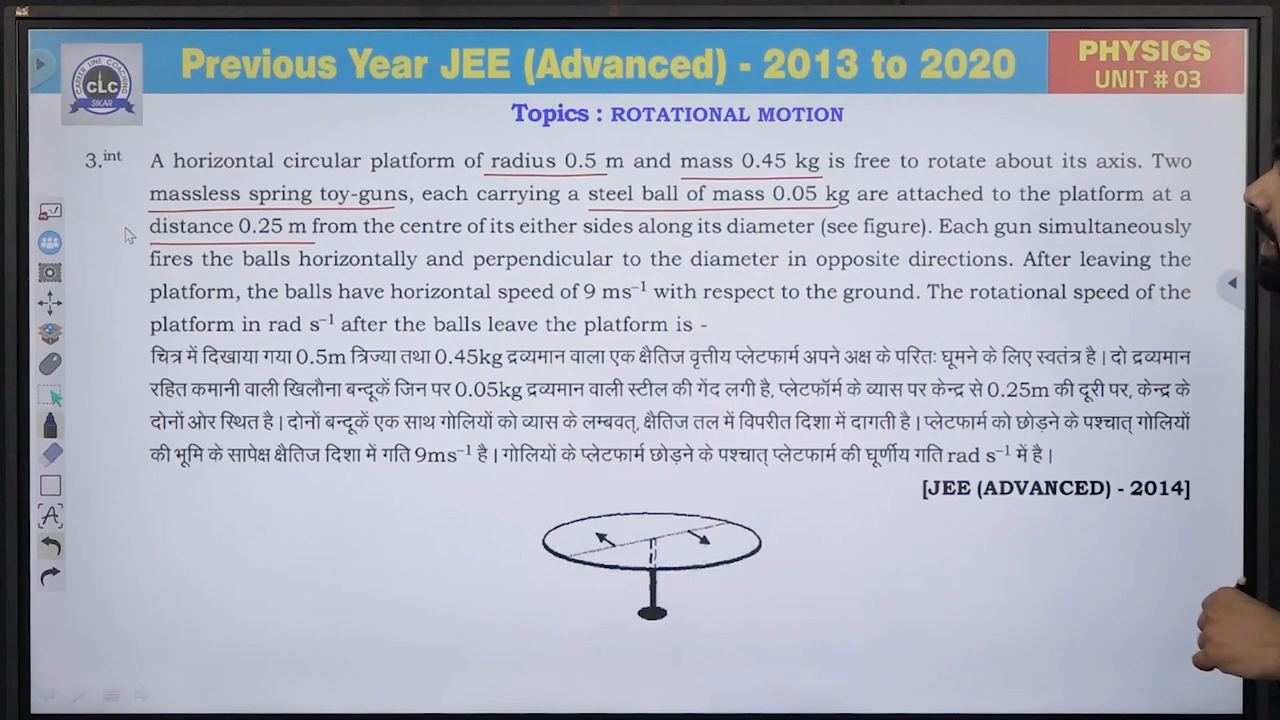 Previous Year JEE (Advanced) - 2013 to 2020
PHYSICS
UNIT # 03
CAREER LINE COACHING
CLC
SIKAR
Topics : ROTATIONAL MOTION
3.int A horizontal circular platform of radius 0.5 m and mass 0.45 kg is free to rotate about its axis. Two
massless spring toy-guns, each carrying a steel ball of mass 0.05 kg are attached to the platform at a
distance 0.25 m from the centre of its either sides along its diameter (see figure). Each gun simultaneously
fires the balls horizontally and perpendicular to the diameter in opposite directions. After leaving the
platform, the balls have horizontal speed of 9 ms⁻¹ with respect to the ground. The rotational speed of the
platform in rad s⁻¹ after the balls leave the platform is -
चित्र में दिखाया गया 0.5m त्रिज्या तथा 0.45kg द्रव्यमान वाला एक क्षैतिज वृत्तीय प्लेटफार्म अपने अक्ष के परितः घूमने के लिए स्वतंत्र है। दो द्रव्यमान
रहित कमानी वाली खिलौना बन्दूकें जिन पर 0.05kg द्रव्यमान वाली स्टील की गेंद लगी है, प्लेटफॉर्म के व्यास पर केन्द्र से 0.25m की दूरी पर, केन्द्र के
दोनों ओर स्थित है। दोनों बन्दूकें एक साथ गोलियों को व्यास के लम्बवत्, क्षैतिज तल में विपरीत दिशा में दागती है। प्लेटफार्म को छोड़ने के पश्चात् गोलियों
की भूमि के सापेक्ष क्षैतिज दिशा में गति 9ms⁻¹ है। गोलियों के प्लेटफार्म छोड़ने के पश्चात् प्लेटफार्म की घूर्णीय गति rad s⁻¹ में है।
[JEE (ADVANCED) - 2014]
A